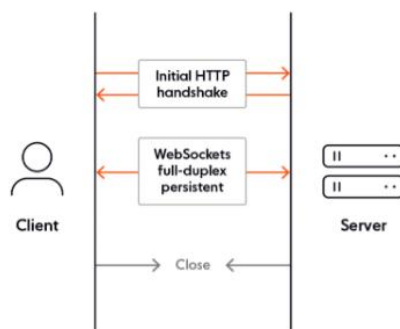 Initial HTTP
handshake
WebSockets
full-duplex
persistent
Client
Server
Close